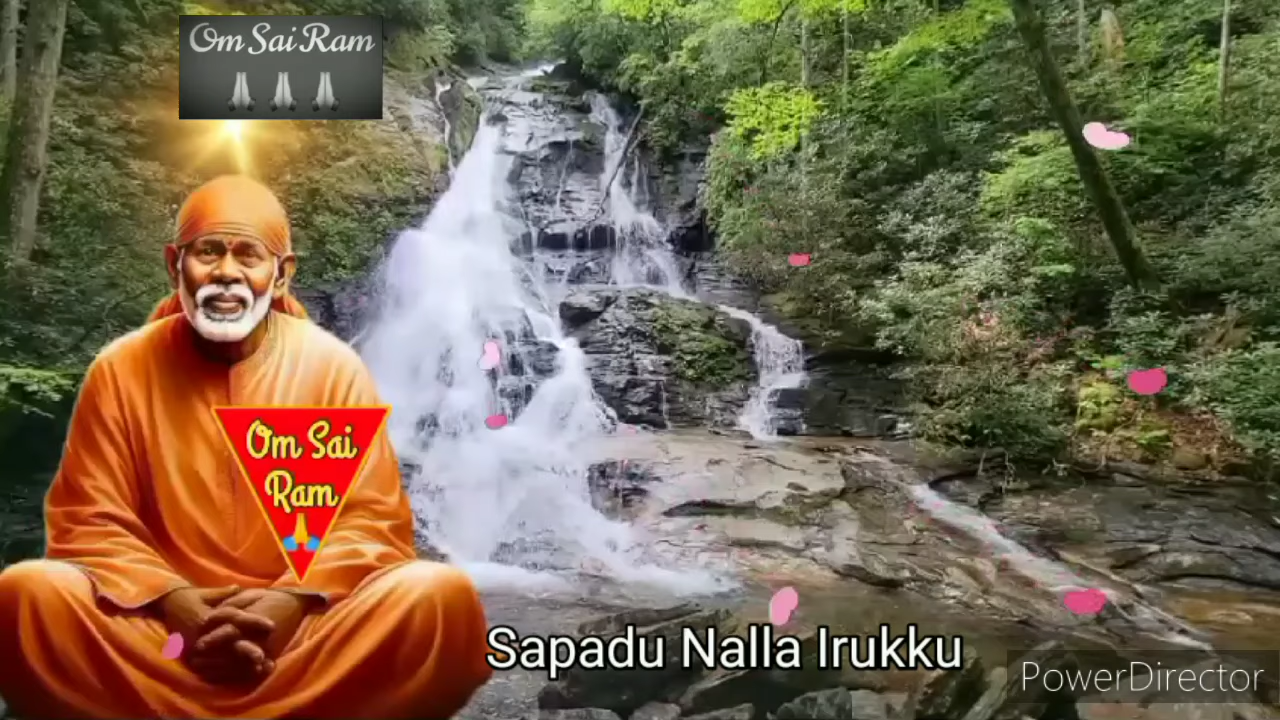 Om Sai Ram
🙏🙏🙏
Om Sai
Ram
🙏
Sapadu Nalla Irukku
PowerDirector